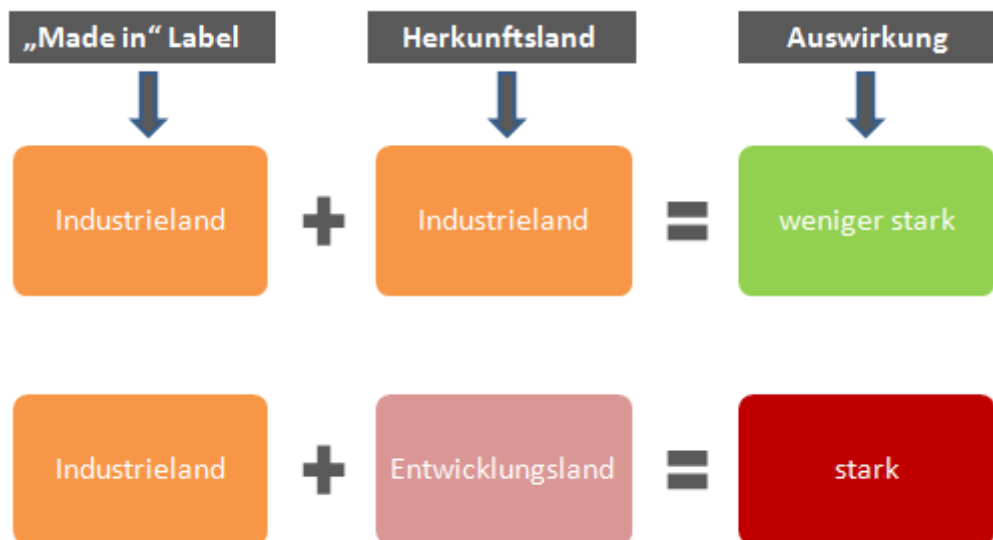 „Made in“ Label
Herkunftsland
Auswirkung
Industrieland
Industrieland
weniger stark
Industrieland
Entwicklungsland
stark